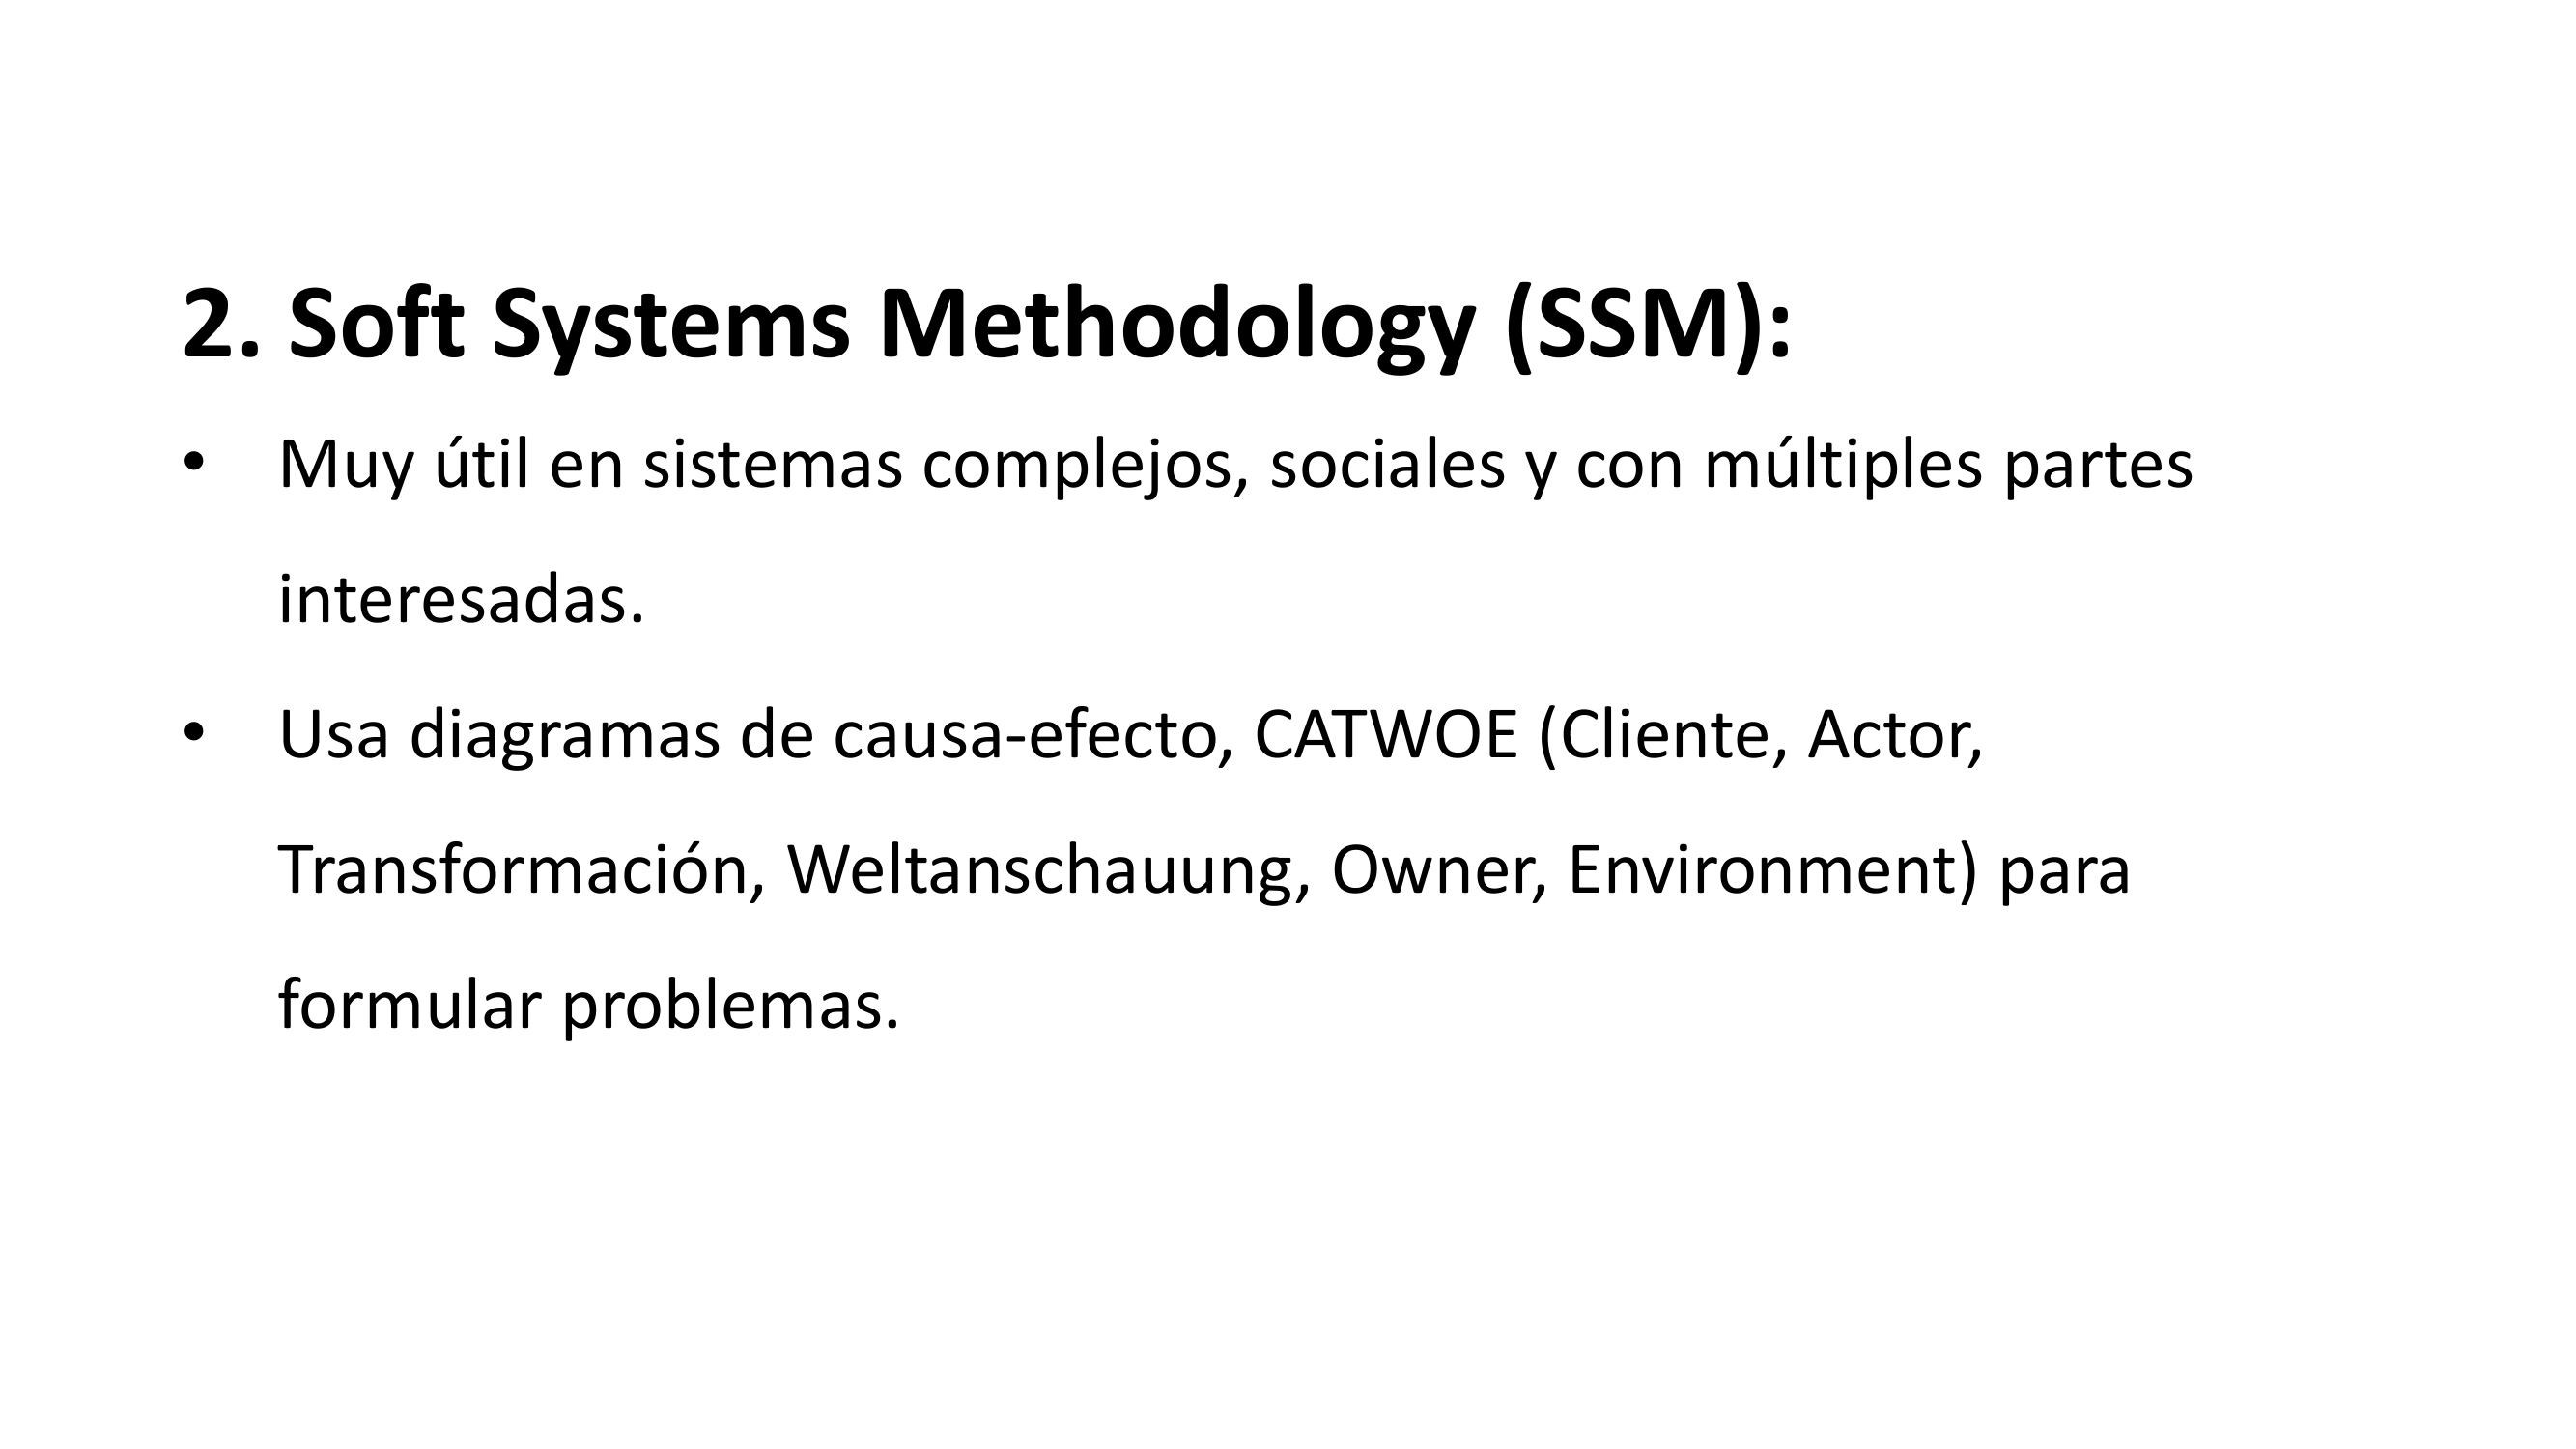 2. Soft Systems Methodology (SSM):
• Muy útil en sistemas complejos, sociales y con múltiples partes
interesadas.
• Usa diagramas de causa-efecto, CATWOE (Cliente, Actor,
Transformación, Weltanschauung, Owner, Environment) para
formular problemas.